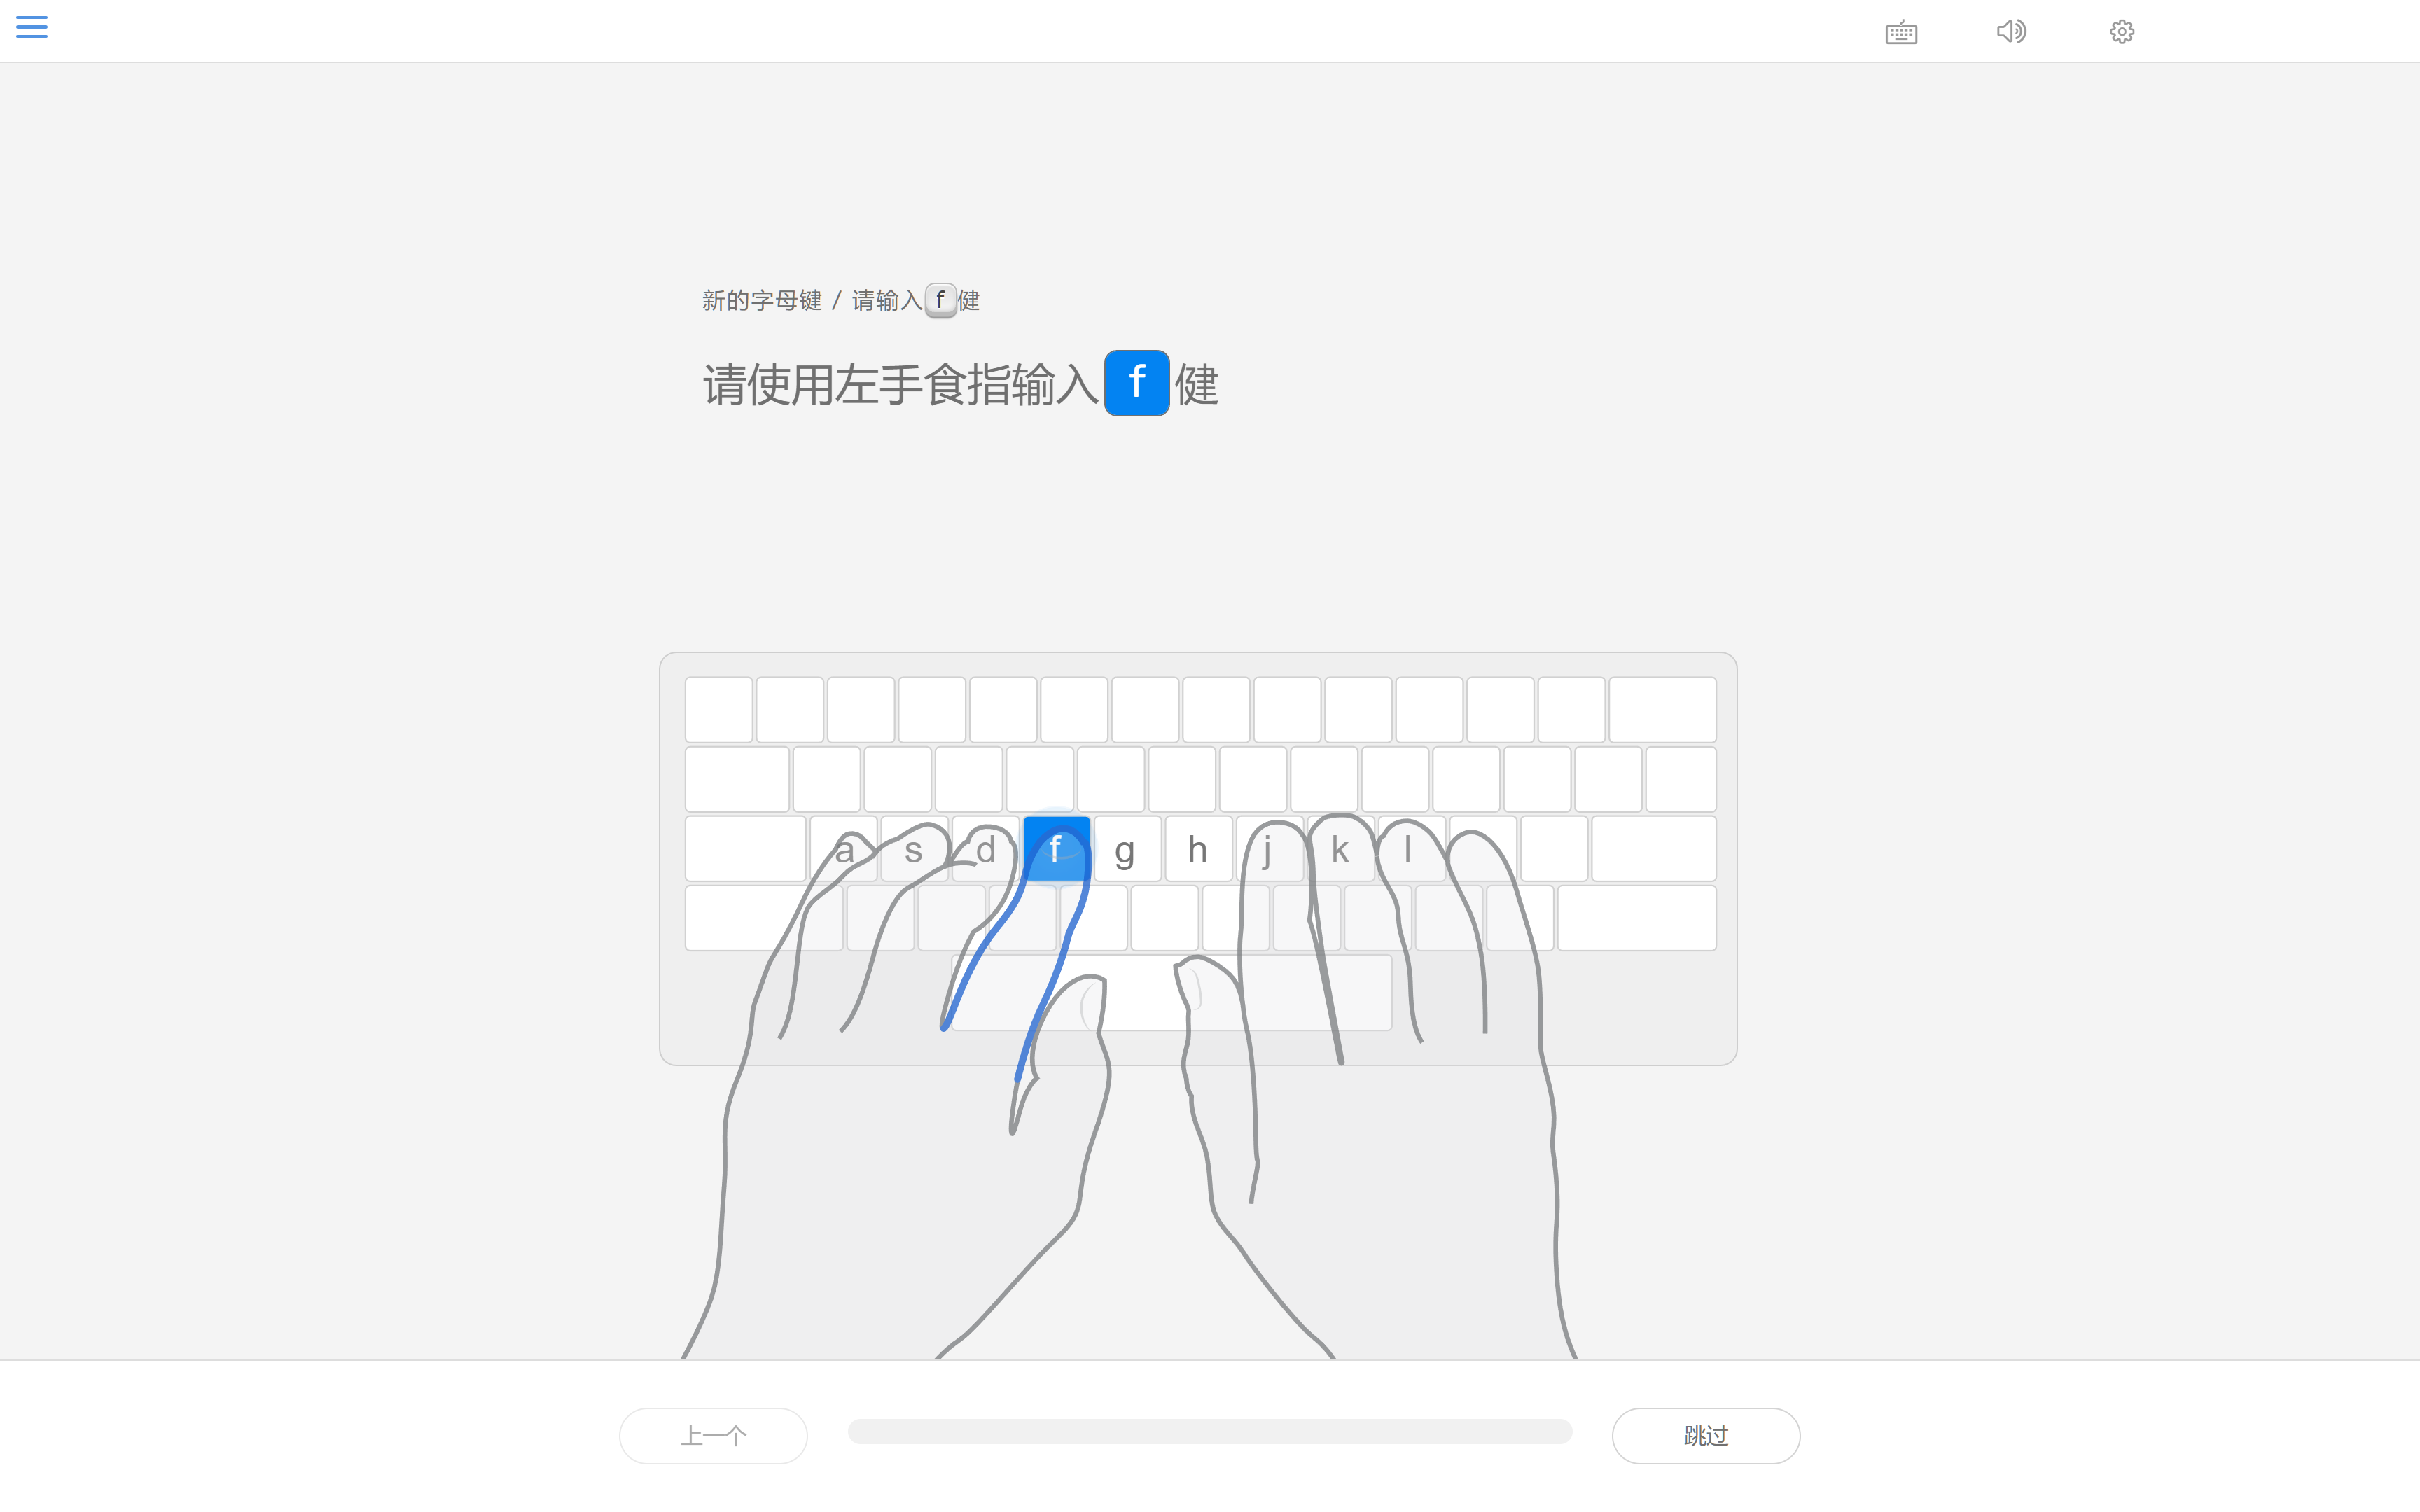 新的字母键 / 请输入 f 健
请使用左手食指输入 f 健
a s d f g h j k l
上一个
跳过